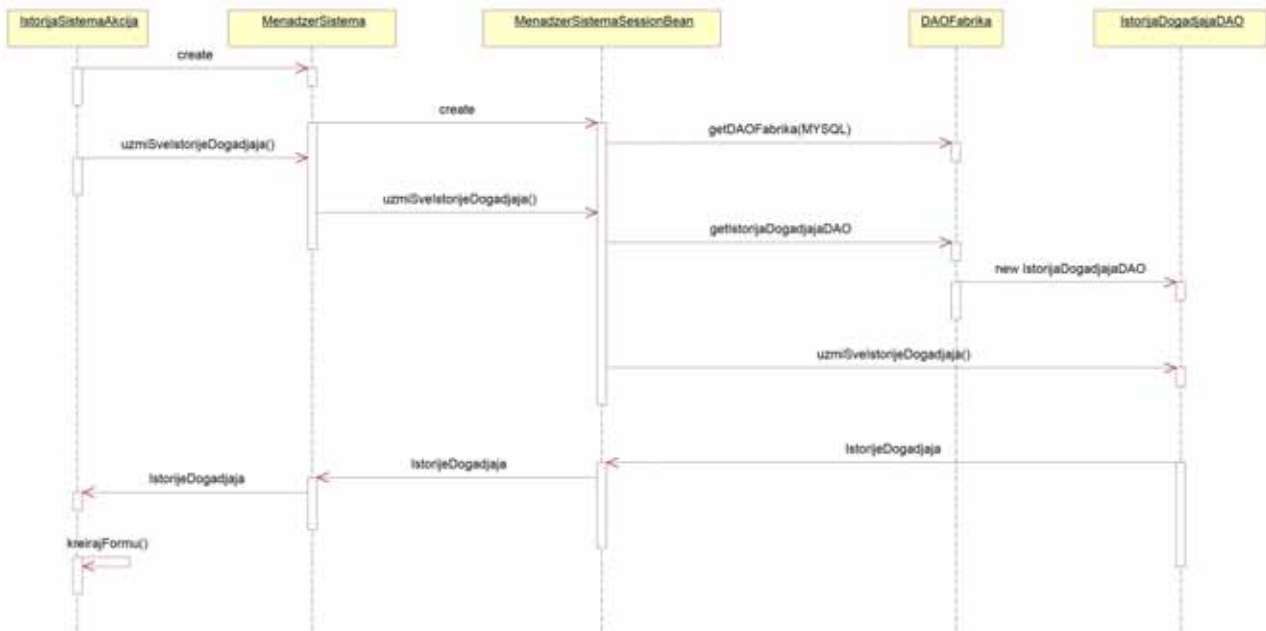 IstorijaSistemaAkcija
MenadzerSistema
MenadzerSistemaSessionBean
DAOFabrika
IstorijaDogadjajaDAO
create
create
getDAOFabrika(MYSQL)
uzmiSveIstorijeDogadjaja()
uzmiSveIstorijeDogadjaja()
getIstorijaDogadjajaDAO
new IstorijaDogadjajaDAO
uzmiSveIstorijeDogadjaja()
IstorijeDogadjaja
IstorijeDogadjaja
IstorijeDogadjaja
kreirajFormu()